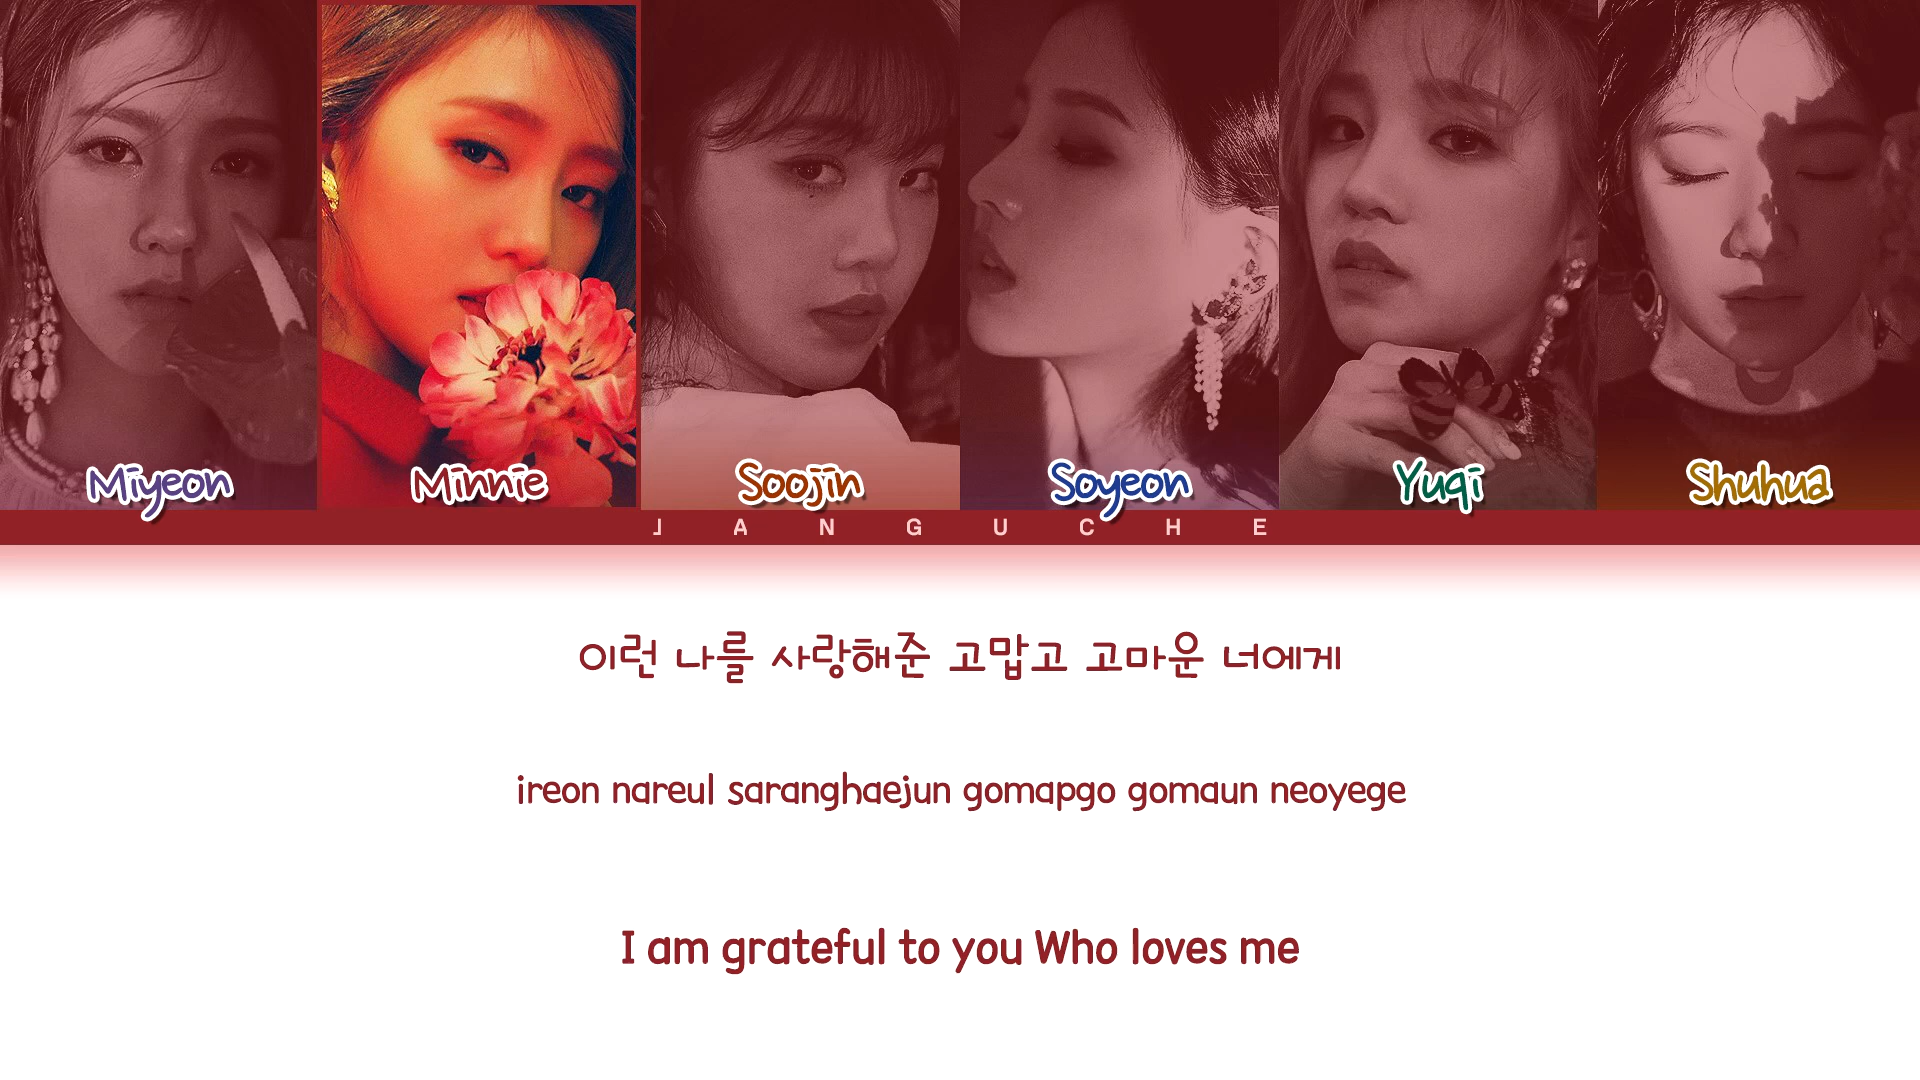 Miyeon Minnie Soojin Soyeon Yuqi Shuhua
JANGUCHE
이런 나를 사랑해준 고맙고 고마운 너에게
ireon nareul saranghaejun gomapgo gomaun neoyege
I am grateful to you Who loves me